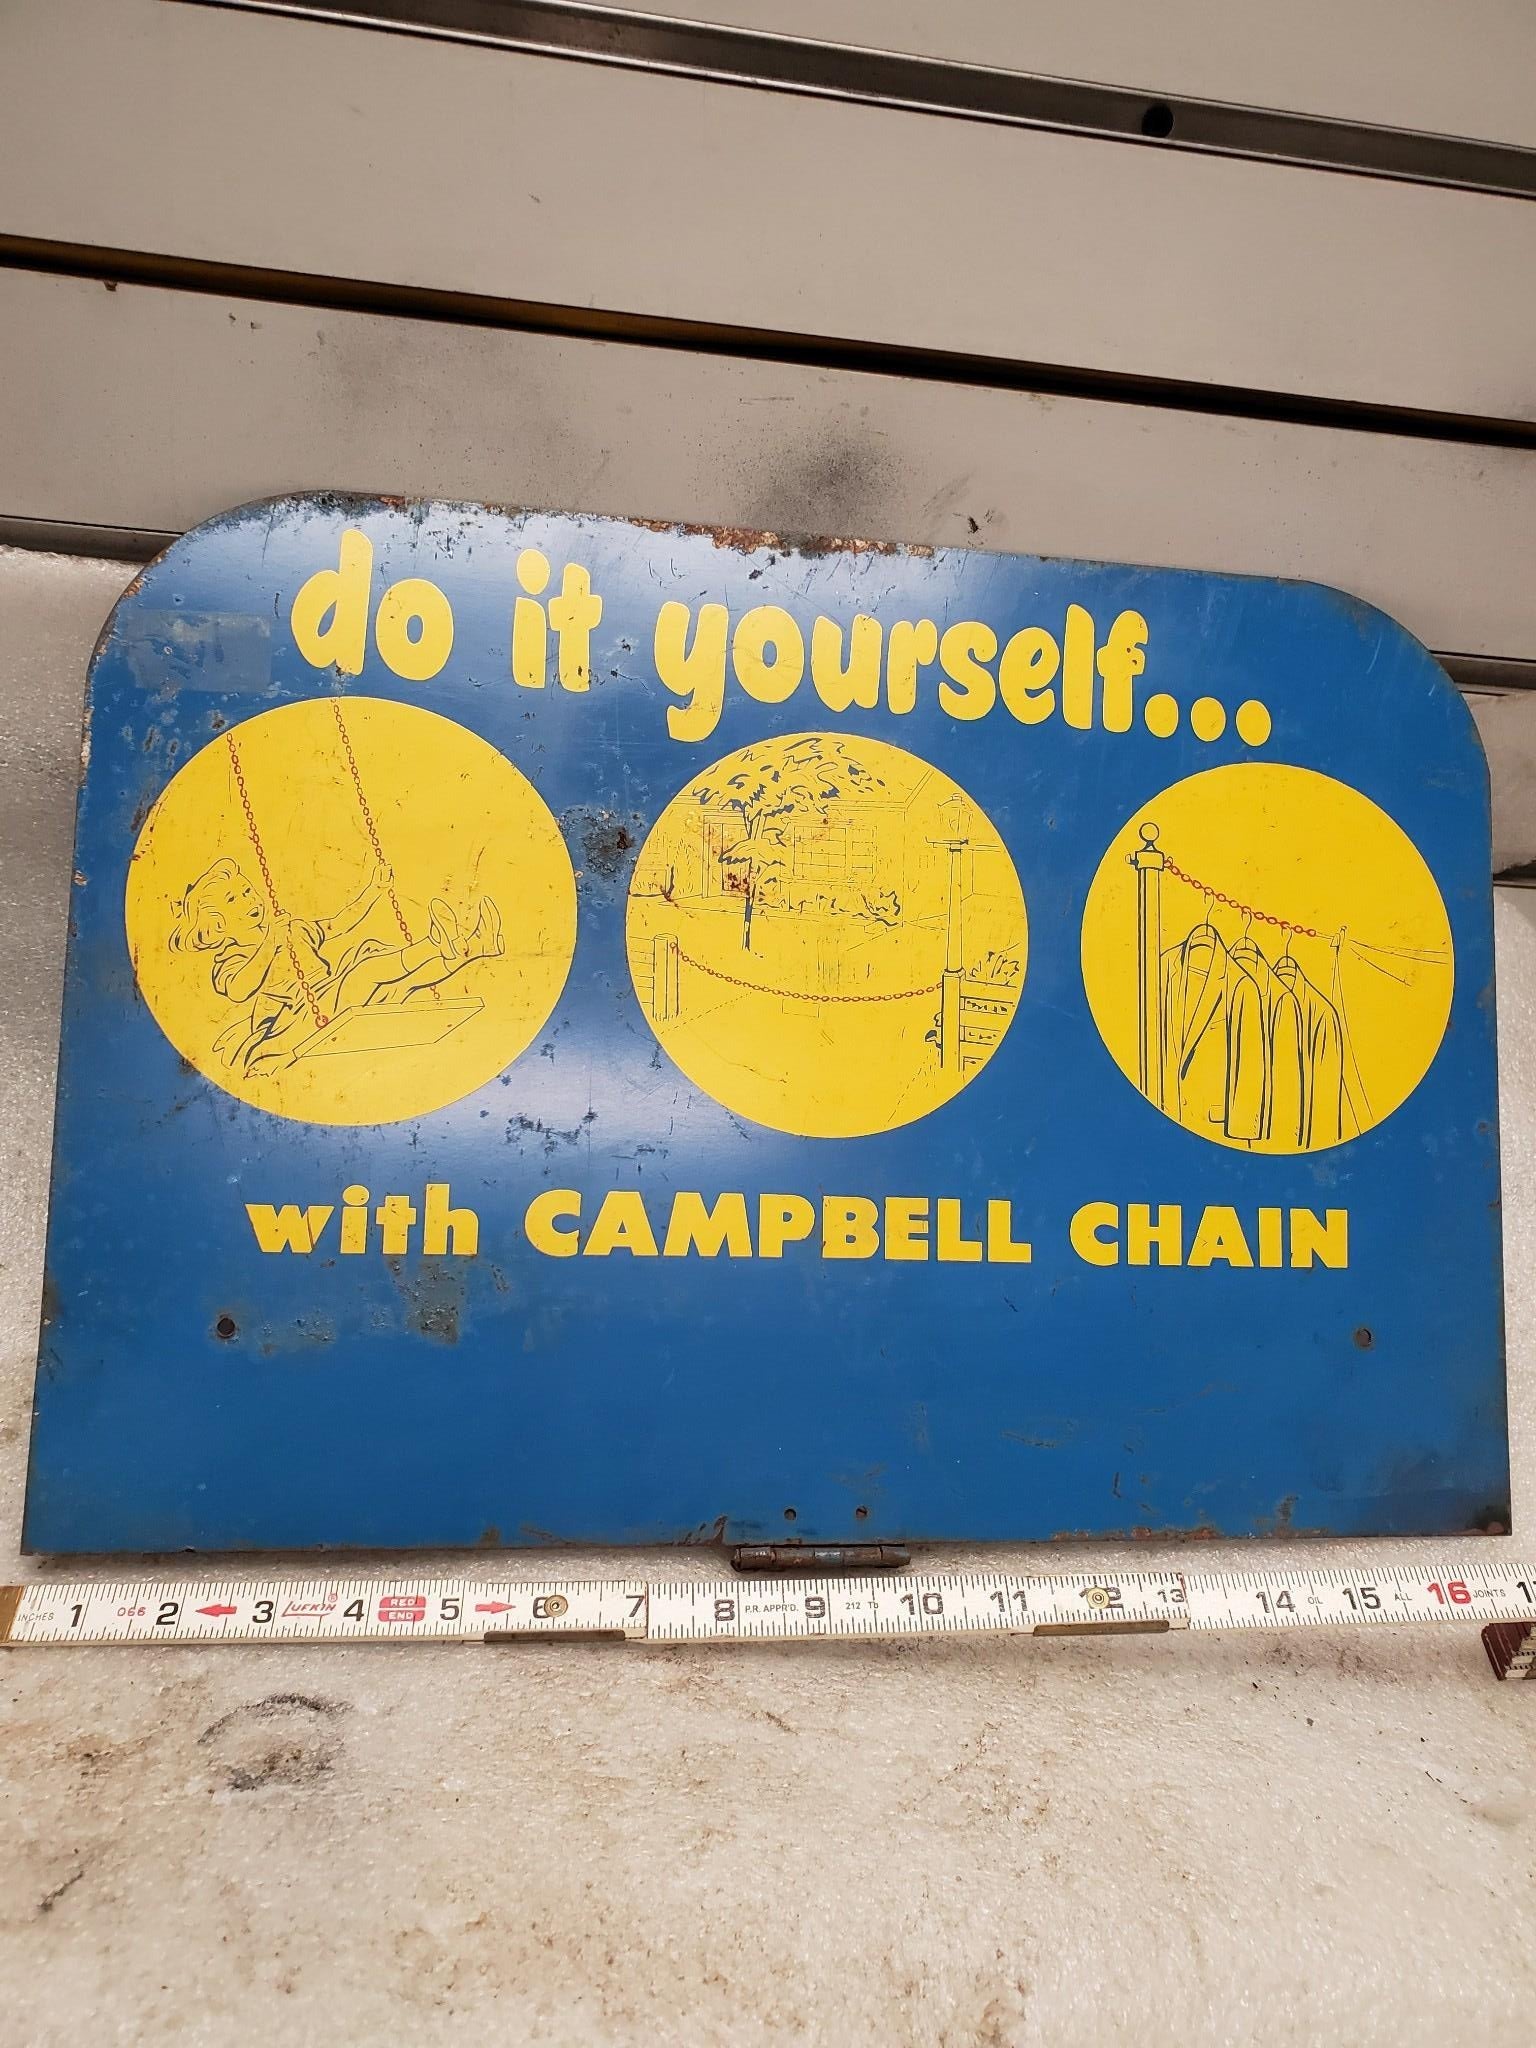 do it yourself...
with CAMPBELL CHAIN
INCHES 1 066 2 3 LUFKIN® 4 RED END 5 6 7 8 P.R. APPR'D. 9 212 TO 10 11 12 13 14 OIL 15 ALL 16 JOINTS